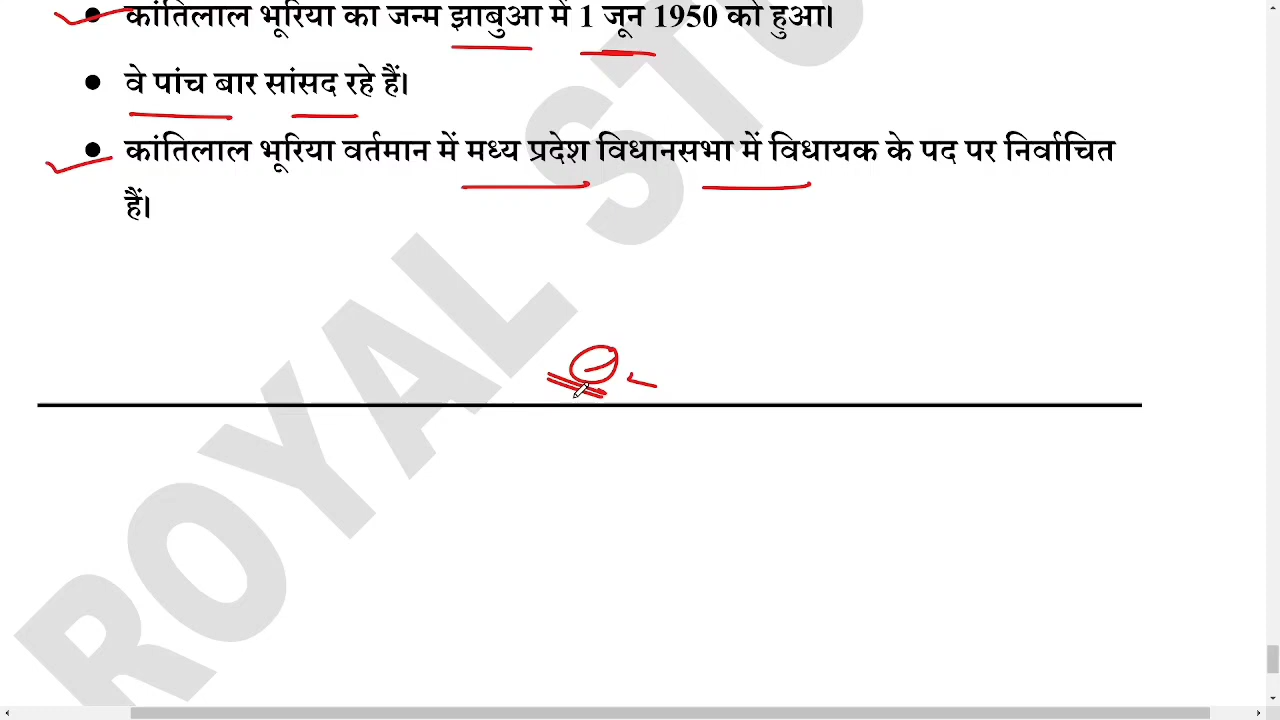 कांतिलाल भूरिया का जन्म झाबुआ में 1 जून 1950 को हुआ।
वे पांच बार सांसद रहे हैं।
कांतिलाल भूरिया वर्तमान में मध्य प्रदेश विधानसभा में विधायक के पद पर निर्वाचित
हैं।
ROYAL STU